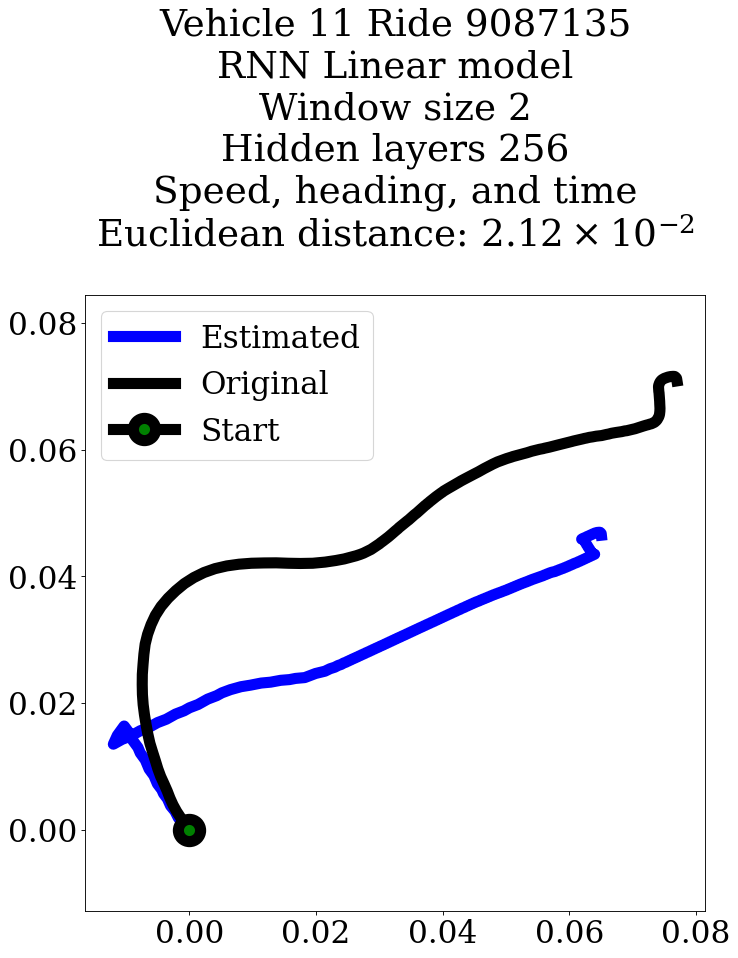 Vehicle 11 Ride 9087135
RNN Linear model
Window size 2
Hidden layers 256
Speed, heading, and time
Euclidean distance: 2.12 × 10⁻²
Estimated
Original
Start
0.08
0.06
0.04
0.02
0.00
0.00 0.02 0.04 0.06 0.08